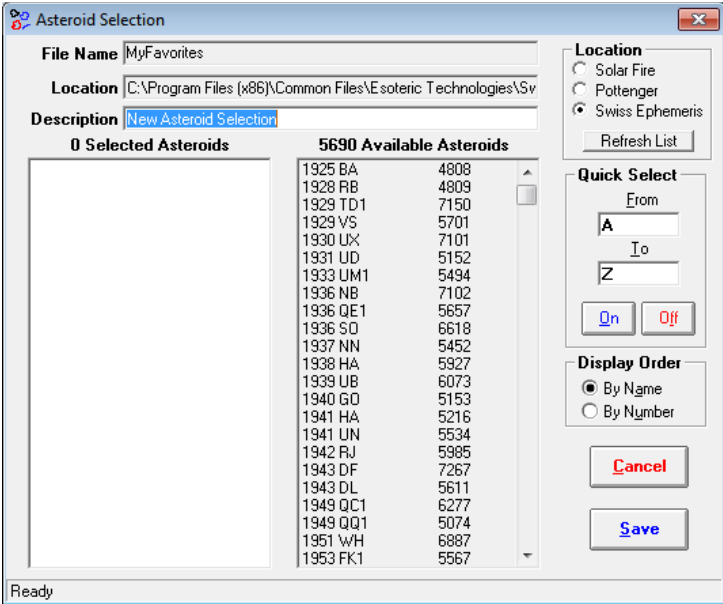 Asteroid Selection
File Name MyFavorites
Location C:\Program Files (x86)\Common Files\Esoteric Technologies\Sv
Description New Asteroid Selection
0 Selected Asteroids
5690 Available Asteroids
1925 BA 4808
1928 RB 4809
1929 TD1 7150
1929 VS 5701
1930 UX 7101
1931 UD 5152
1933 UM1 5494
1936 NB 7102
1936 QE1 5657
1936 SO 6618
1937 NN 5452
1938 HA 5927
1939 UB 6073
1940 GO 5153
1941 HA 5216
1941 UN 5534
1942 RJ 5985
1943 DF 7267
1943 DL 5611
1949 QC1 6277
1949 QQ1 5074
1951 WH 6887
1953 FK1 5567
Location
Solar Fire
Pottenger
Swiss Ephemeris
Refresh List
Quick Select
From
A
To
Z
On Off
Display Order
By Name
By Number
Cancel
Save
Ready